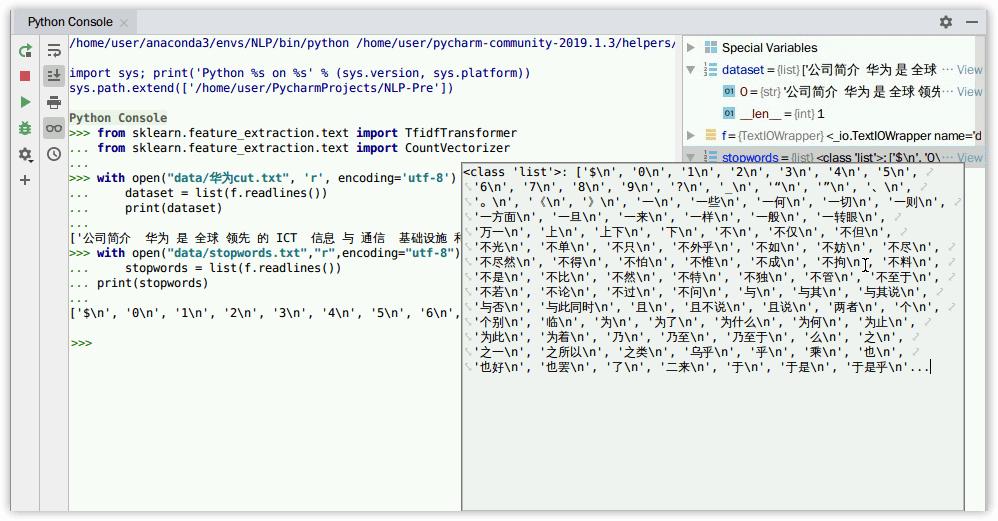 Python Console
/home/user/anaconda3/envs/NLP/bin/python /home/user/pycharm-community-2019.1.3/helpers/
import sys; print('Python %s on %s' % (sys.version, sys.platform))
sys.path.extend(['/home/user/PycharmProjects/NLP-Pre'])
Python Console
>>> from sklearn.feature_extraction.text import TfidfTransformer
... from sklearn.feature_extraction.text import CountVectorizer
...
>>> with open("data/华为cut.txt", 'r', encoding='utf-8')
...     dataset = list(f.readlines())
...     print(dataset)
...
['公司简介  华为 是 全球 领先 的 ICT  信息 与 通信  基础设施 和
>>> with open("data/stopwords.txt","r",encoding="utf-8")
...     stopwords = list(f.readlines())
... print(stopwords)
...
['$\n', '0\n', '1\n', '2\n', '3\n', '4\n', '5\n', '6\n',
>>>
Special Variables
dataset = {list} ['公司简介  华为 是 全球 ... View
0 = {str} '公司简介  华为 是 全球 领先 ... View
__len__ = {int} 1
f = {TextIOWrapper} <_io.TextIOWrapper name='d
stopwords = {list} <class 'list'>: ['$\n', '0\ ... View
<class 'list'>: ['$\n', '0\n', '1\n', '2\n', '3\n', '4\n', '5\n',
'6\n', '7\n', '8\n', '9\n', '?\n', '_\n', '“\n', '”\n', '、\n',
'。\n', '《\n', '》\n', '一\n', '一些\n', '一何\n', '一切\n', '一则\n',
'一方面\n', '一旦\n', '一来\n', '一样\n', '一般\n', '一转眼\n',
'万一\n', '上\n', '上下\n', '下\n', '不\n', '不仅\n', '不但\n',
'不光\n', '不单\n', '不只\n', '不外乎\n', '不如\n', '不妨\n', '不尽\n',
'不尽然\n', '不得\n', '不怕\n', '不惟\n', '不成\n', '不拘\n', '不料\n',
'不是\n', '不比\n', '不然\n', '不特\n', '不独\n', '不管\n', '不至于\n',
'不若\n', '不论\n', '不过\n', '不问\n', '与\n', '与其\n', '与其说\n',
'与否\n', '与此同时\n', '且\n', '且不说\n', '且说\n', '两者\n', '个\n',
'个别\n', '临\n', '为\n', '为了\n', '为什么\n', '为何\n', '为止\n',
'为此\n', '为着\n', '乃\n', '乃至\n', '乃至于\n', '么\n', '之\n',
'之一\n', '之所以\n', '之类\n', '乌乎\n', '乎\n', '乘\n', '也\n',
'也好\n', '也罢\n', '了\n', '二来\n', '于\n', '于是\n', '于是乎\n'...